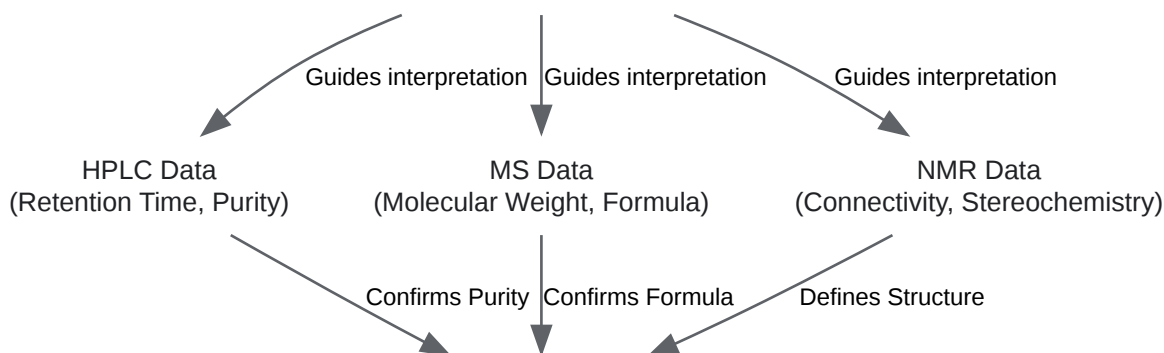 Guides interpretation
Guides interpretation
Guides interpretation
HPLC Data
(Retention Time, Purity)
MS Data
(Molecular Weight, Formula)
NMR Data
(Connectivity, Stereochemistry)
Confirms Purity
Confirms Formula
Defines Structure